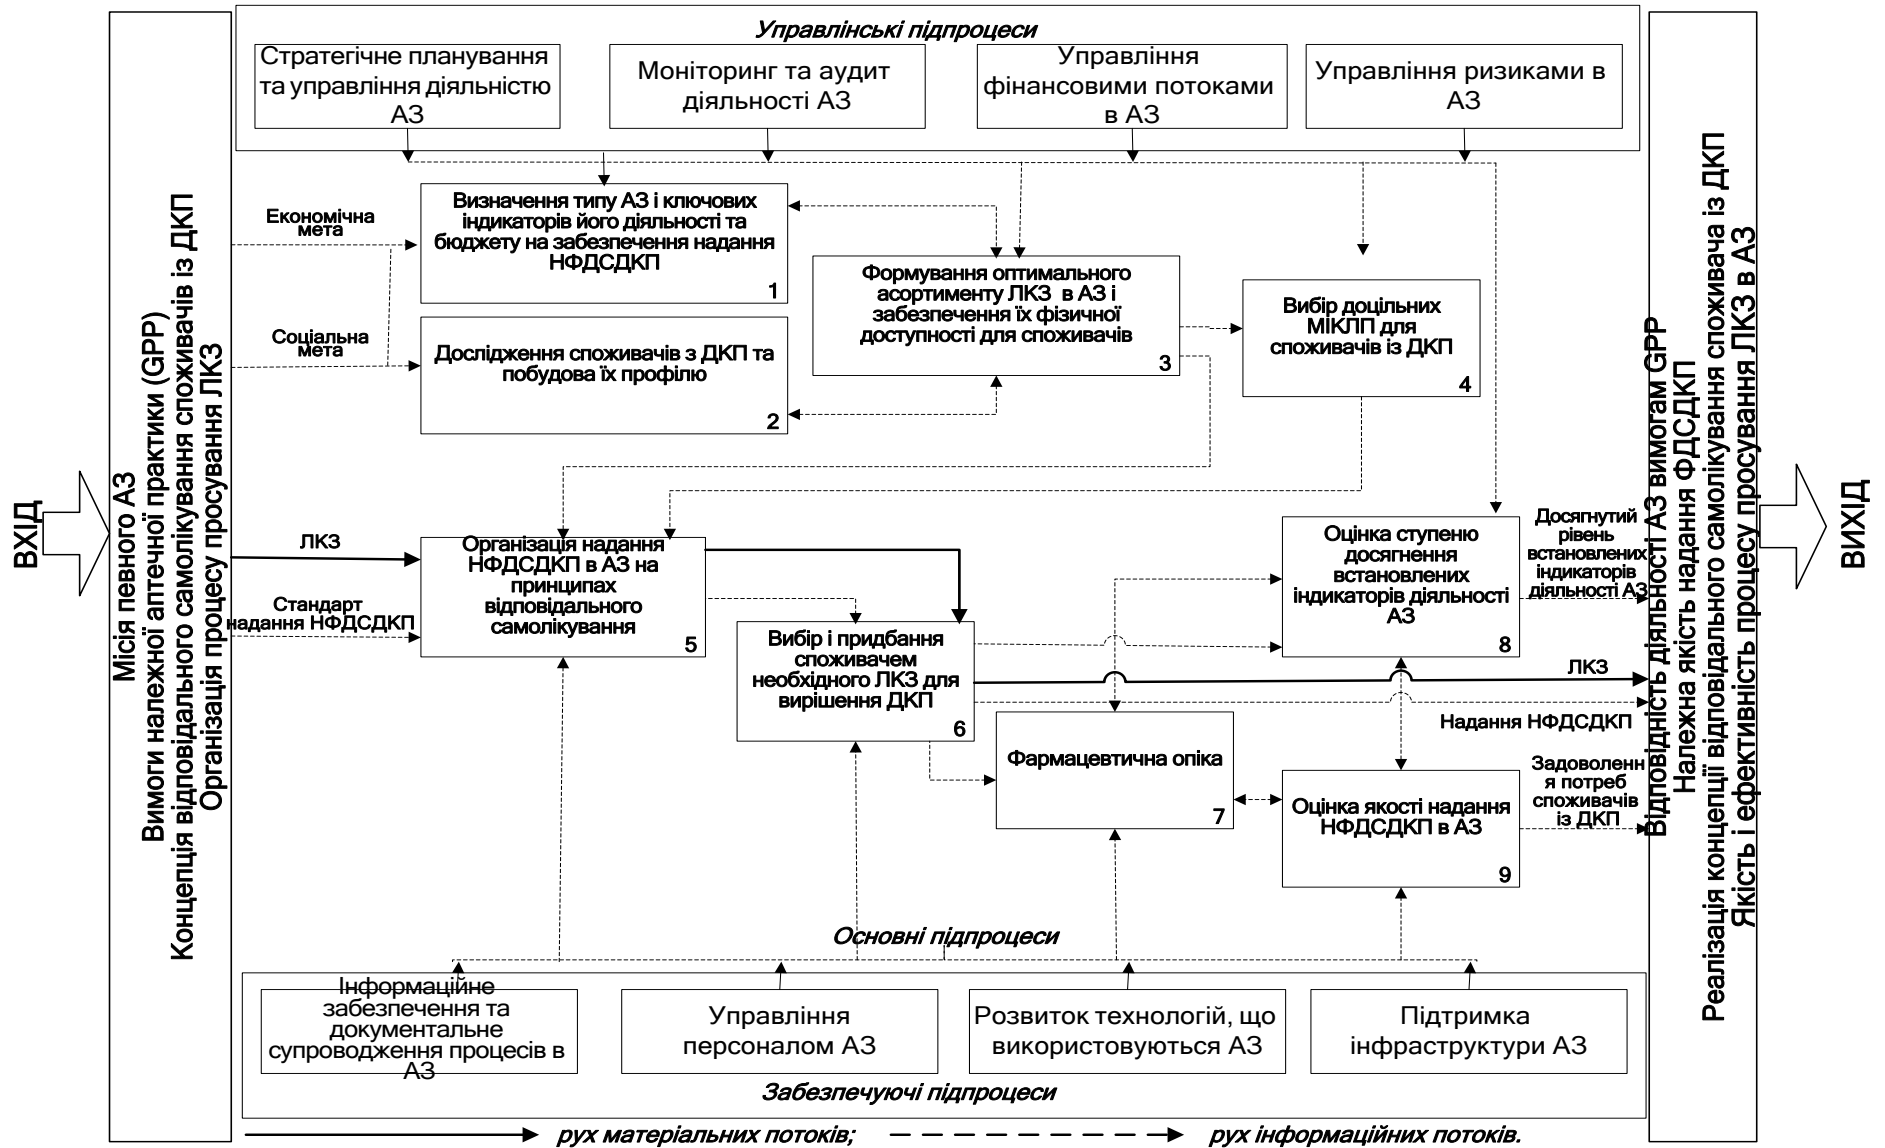 Управлінські підпроцеси
Стратегічне планування
та управління діяльністю
АЗ
Моніторинг та аудит
діяльності АЗ
Управління
фінансовими потоками
в АЗ
Управління ризиками в
АЗ
ВХІД
Місія певного АЗ
Вимоги належної аптечної практики (GPP)
Концепція відповідального самолікування споживачів із ДКП
Організація процесу просування ЛКЗ
Економічна
мета
Соціальна
мета
Визначення типу АЗ і ключових
індикаторів його діяльності та
бюджету на забезпечення надання
НФДСДКП
1
Дослідження споживачів з ДКП та
побудова їх профілю
2
Формування оптимального
асортименту ЛКЗ в АЗ і
забезпечення їх фізичної
доступності для споживачів
3
Вибір доцільних
МІКЛП для
споживачів із ДКП
4
ЛКЗ
Стандарт
надання НФДСДКП
Організація надання
НФДСДКП в АЗ на
принципах
відповідального
самолікування
5
Вибір і придбання
споживачем
необхідного ЛКЗ для
вирішення ДКП
6
Фармацевтична опіка
7
Оцінка ступеню
досягнення
встановлених
індикаторів діяльності
АЗ
8
Оцінка якості надання
НФДСДКП в АЗ
9
Досягнутий
рівень
встановлених
індикаторів
діяльності АЗ
ЛКЗ
Надання НФДСДКП
Задоволенн
я потреб
споживачів
із ДКП
Відповідність діяльності АЗ вимогам GPP
Належна якість надання ФДСДКП
Реалізація концепції відповідального самолікування споживача із ДКП
Якість і ефективність процесу просування ЛКЗ в АЗ
ВИХІД
Основні підпроцеси
Інформаційне
забезпечення та
документальне
супроводження процесів в
АЗ
Управління
персоналом АЗ
Розвиток технологій, що
використовуються АЗ
Підтримка
інфраструктури АЗ
Забезпечуючі підпроцеси
рух матеріальних потоків;
рух інформаційних потоків.